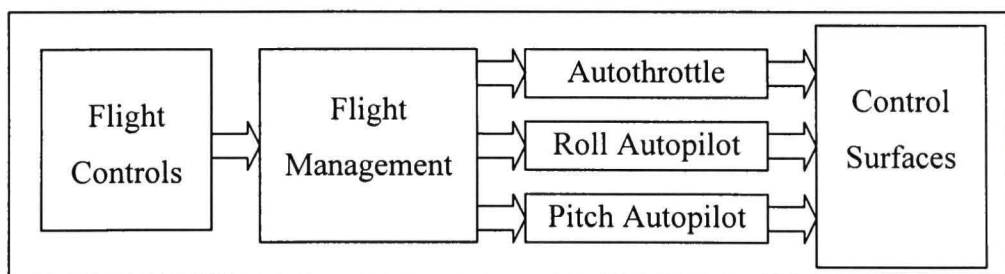 Flight
Controls
Flight
Management
Autothrottle
Roll Autopilot
Pitch Autopilot
Control
Surfaces